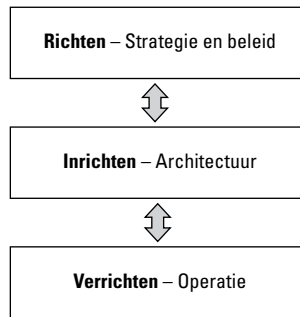 Richten – Strategie en beleid
Inrichten – Architectuur
Verrichten – Operatie